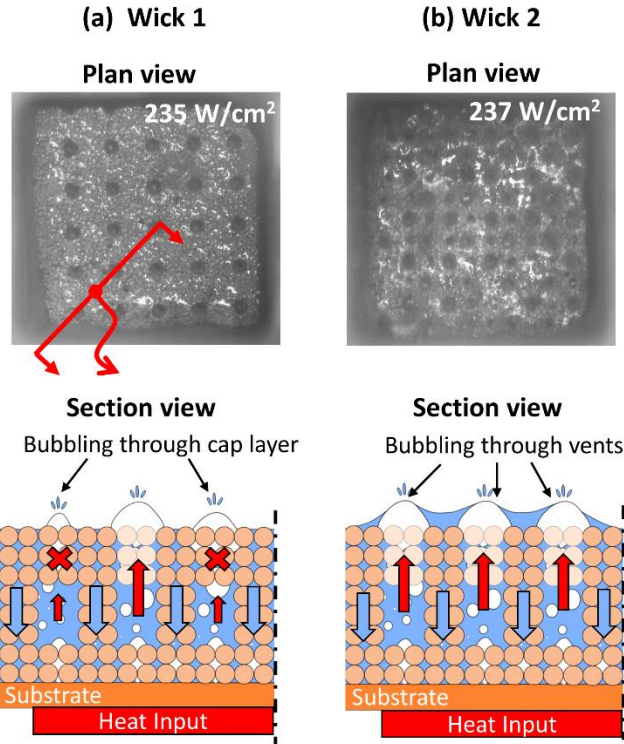 (a) Wick 1
Plan view
235 W/cm²
Section view
Bubbling through cap layer
Substrate
Heat Input
(b) Wick 2
Plan view
237 W/cm²
Section view
Bubbling through vents
Substrate
Heat Input